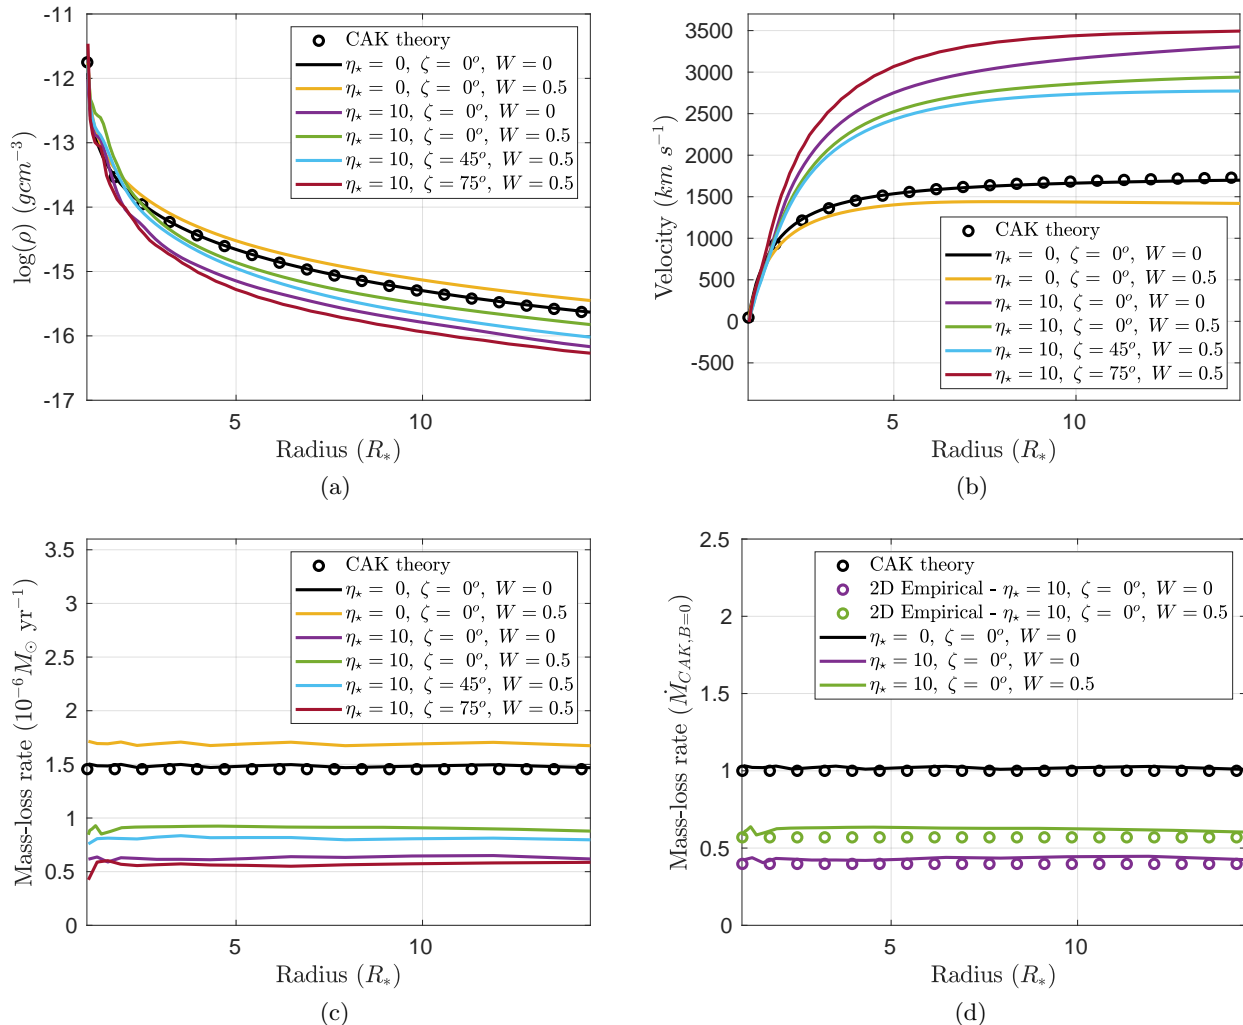 -11
-12
-13
-14
-15
-16
-17
log(ρ) (gcm⁻³)
CAK theory
η⋆ = 0, ζ = 0°, W = 0
η⋆ = 0, ζ = 0°, W = 0.5
η⋆ = 10, ζ = 0°, W = 0
η⋆ = 10, ζ = 0°, W = 0.5
η⋆ = 10, ζ = 45°, W = 0.5
η⋆ = 10, ζ = 75°, W = 0.5
5 10
Radius (R*)
(a)
3500
3000
2500
2000
1500
1000
500
0
-500
Velocity (km s⁻¹)
CAK theory
η⋆ = 0, ζ = 0°, W = 0
η⋆ = 0, ζ = 0°, W = 0.5
η⋆ = 10, ζ = 0°, W = 0
η⋆ = 10, ζ = 0°, W = 0.5
η⋆ = 10, ζ = 45°, W = 0.5
η⋆ = 10, ζ = 75°, W = 0.5
5 10
Radius (R*)
(b)
3.5
3
2.5
2
1.5
1
0.5
0
Mass-loss rate (10⁻⁶M⊙ yr⁻¹)
CAK theory
η⋆ = 0, ζ = 0°, W = 0
η⋆ = 0, ζ = 0°, W = 0.5
η⋆ = 10, ζ = 0°, W = 0
η⋆ = 10, ζ = 0°, W = 0.5
η⋆ = 10, ζ = 45°, W = 0.5
η⋆ = 10, ζ = 75°, W = 0.5
5 10
Radius (R*)
(c)
2.5
2
1.5
1
0.5
0
Mass-loss rate (Ṁ_CAK,B=0)
CAK theory
2D Empirical - η⋆ = 10, ζ = 0°, W = 0
2D Empirical - η⋆ = 10, ζ = 0°, W = 0.5
η⋆ = 0, ζ = 0°, W = 0
η⋆ = 10, ζ = 0°, W = 0
η⋆ = 10, ζ = 0°, W = 0.5
5 10
Radius (R*)
(d)